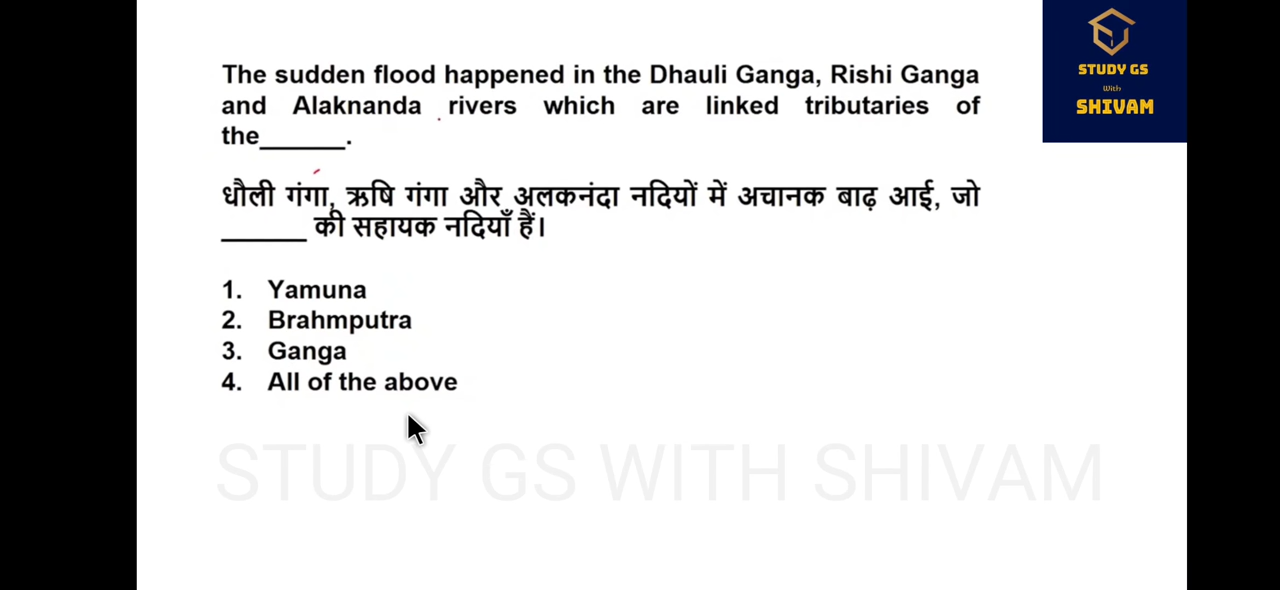 STUDY GS
With
SHIVAM
The sudden flood happened in the Dhauli Ganga, Rishi Ganga
and Alaknanda rivers which are linked tributaries of
the______.
धौली गंगा, ऋषि गंगा और अलकनंदा नदियों में अचानक बाढ़ आई, जो
______ की सहायक नदियाँ हैं।
1. Yamuna
2. Brahmputra
3. Ganga
4. All of the above
STUDY GS WITH SHIVAM